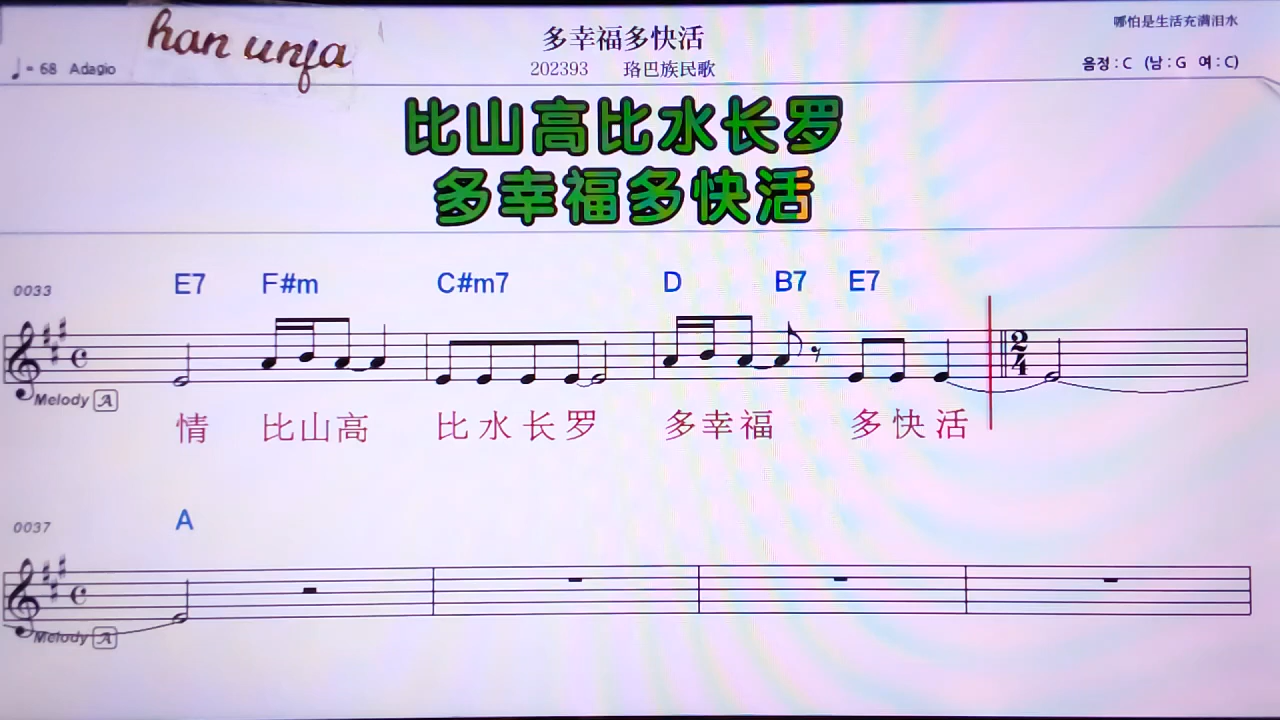 han unfa
多幸福多快活
哪怕是生活充满泪水
♩= 68 Adagio
202393 珞巴族民歌
음정 : C (남 : G 여 : C)
比山高比水长罗
多幸福多快活
0033 E7 F#m C#m7 D B7 E7
2
4
Melody A
情 比山高 比水长罗 多幸福 多快活
0037 A
Melody A